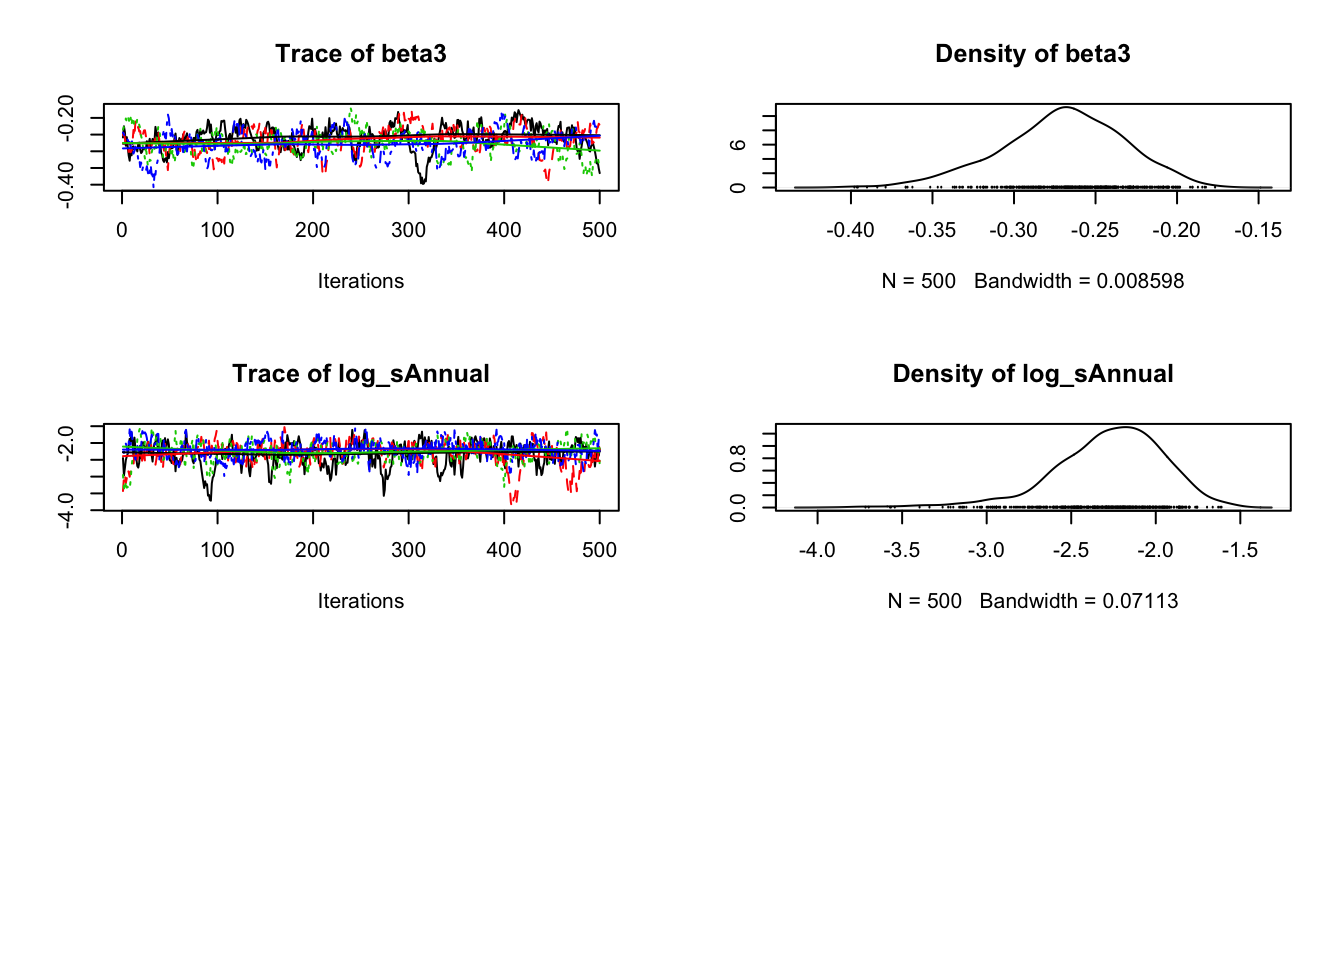 Trace of beta3
-0.40 -0.20
0 100 200 300 400 500
Iterations
Density of beta3
0 6
-0.40 -0.35 -0.30 -0.25 -0.20 -0.15
N = 500 Bandwidth = 0.008598
Trace of log_sAnnual
-4.0 -2.0
0 100 200 300 400 500
Iterations
Density of log_sAnnual
0.0 0.8
-4.0 -3.5 -3.0 -2.5 -2.0 -1.5
N = 500 Bandwidth = 0.07113